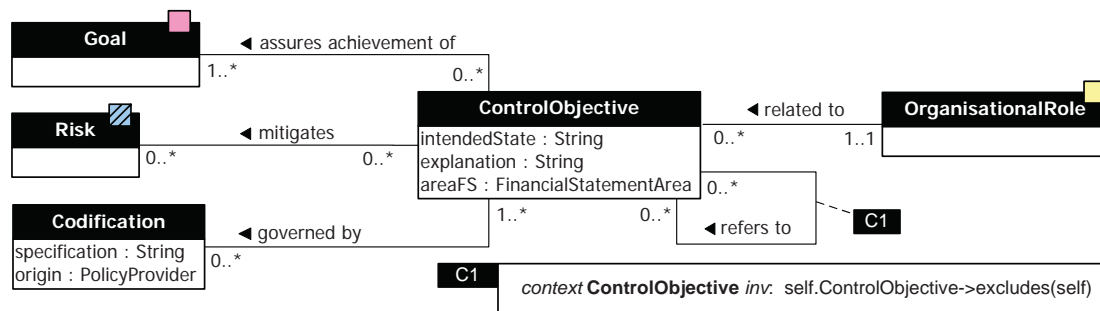 Goal
◄ assures achievement of
1..*
0..*
ControlObjective
intendedState : String
explanation : String
areaFS : FinancialStatementArea
◄ related to
0..*
1..1
OrganisationalRole
Risk
◄ mitigates
0..*
0..*
Codification
specification : String
origin : PolicyProvider
◄ governed by
0..*
1..*
0..*
0..*
◄ refers to
C1
C1
context ControlObjective inv: self.ControlObjective->excludes(self)